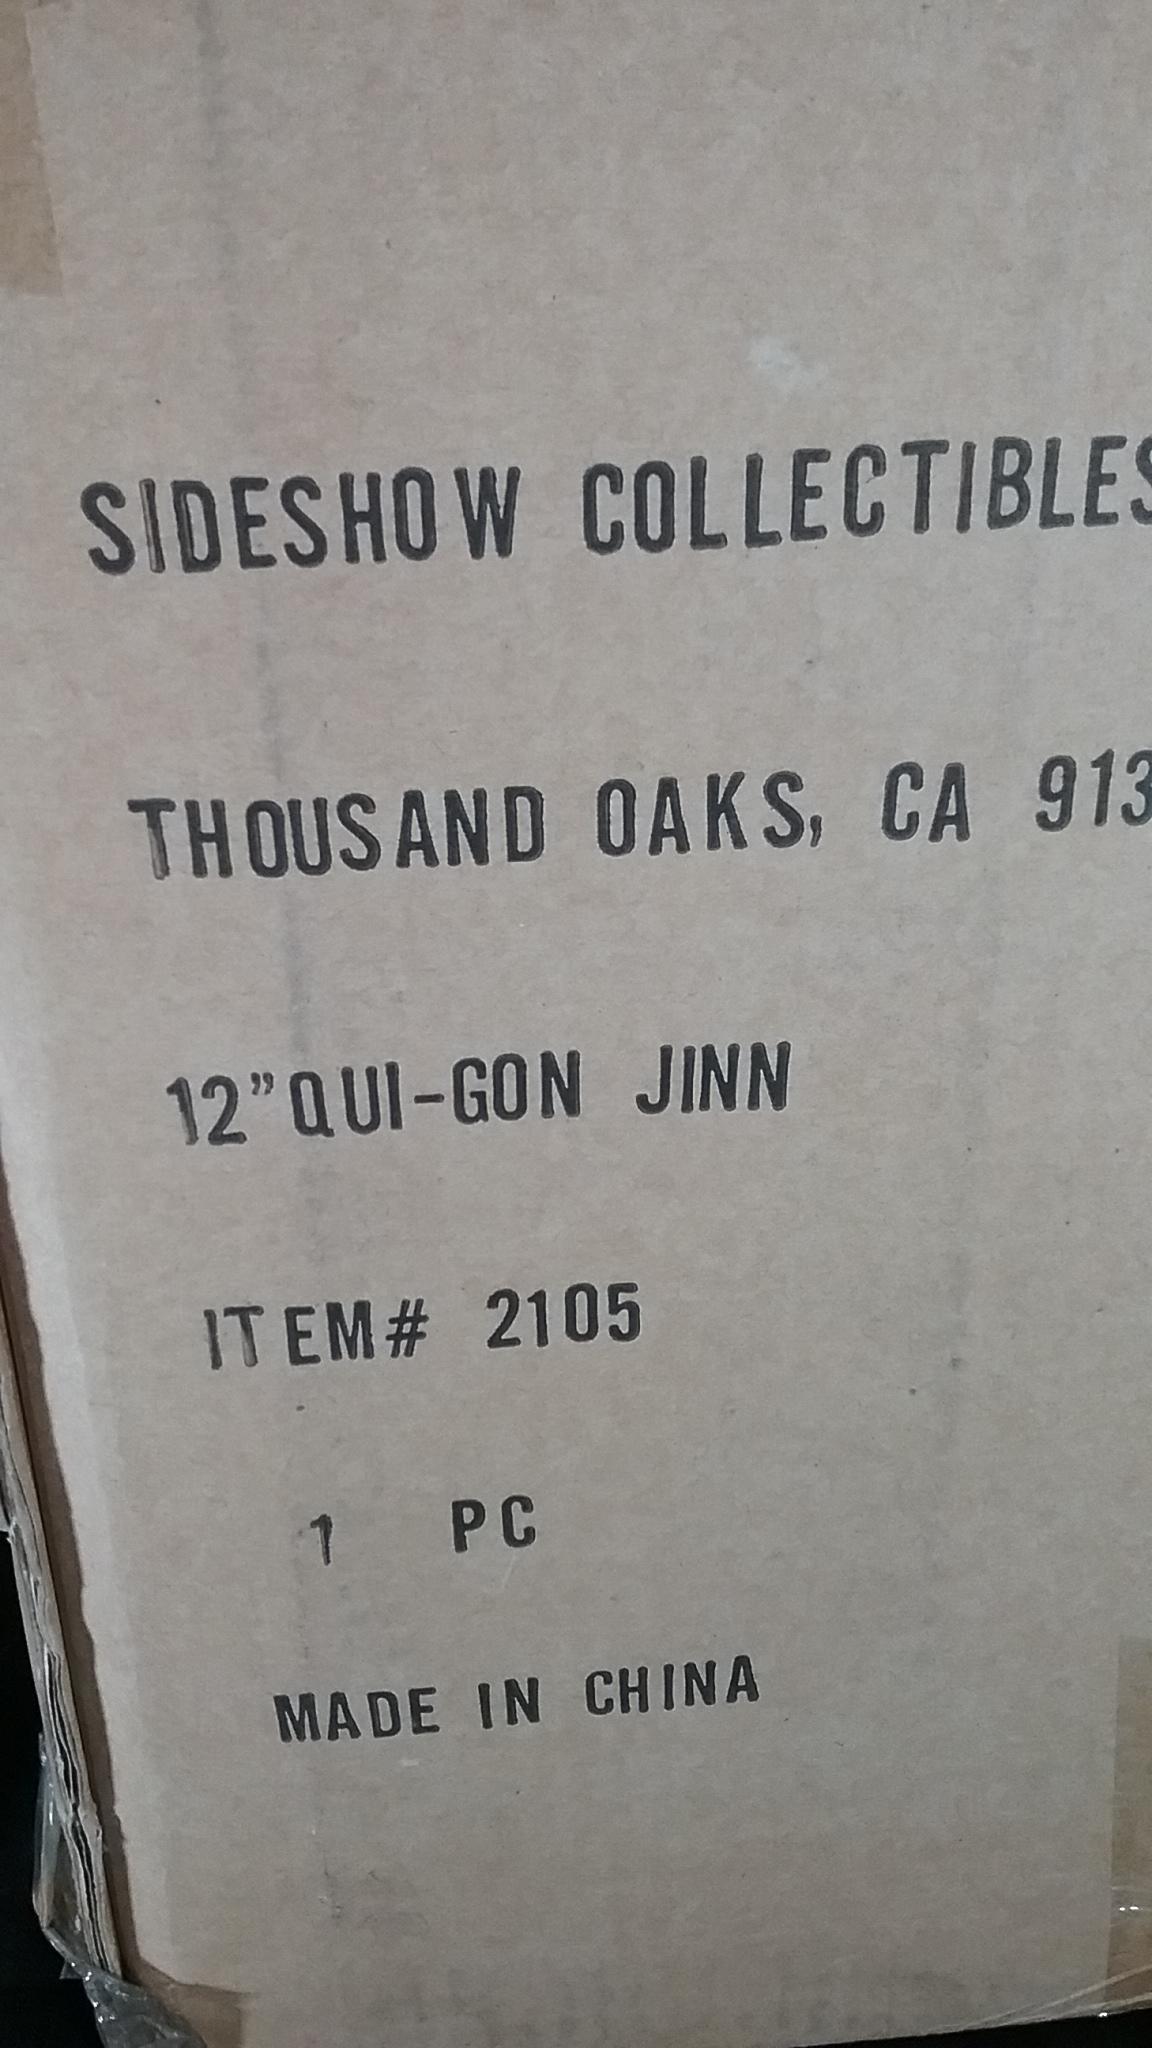 SIDESHOW COLLECTIBLES
THOUSAND OAKS, CA 913
12”QUI-GON JINN
ITEM# 2105
1 PC
MADE IN CHINA